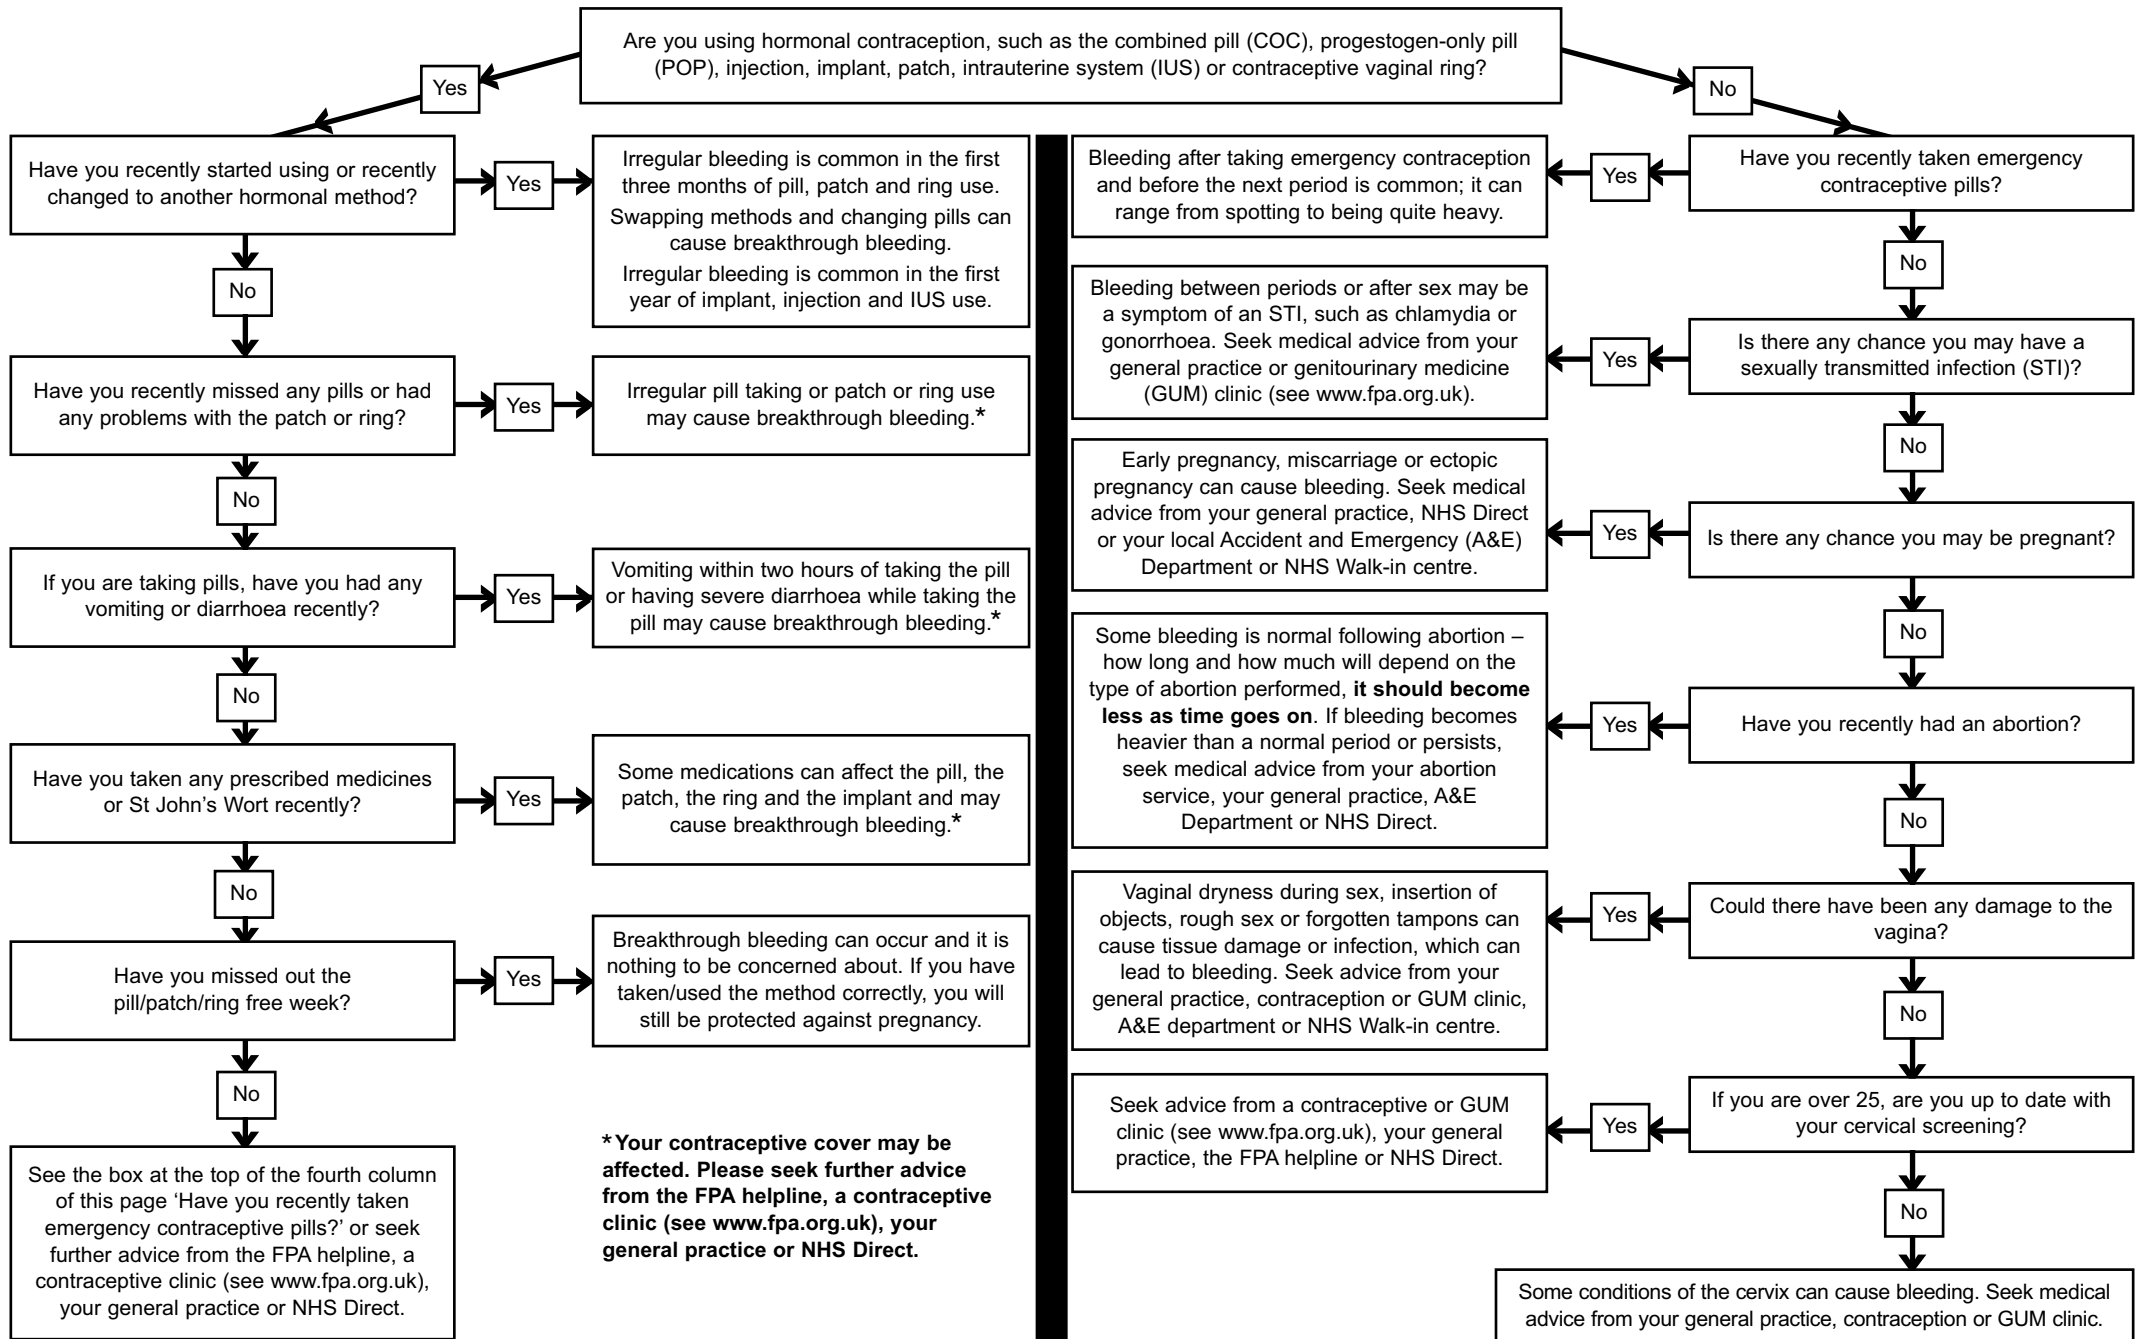 Are you using hormonal contraception, such as the combined pill (COC), progestogen-only pill
(POP), injection, implant, patch, intrauterine system (IUS) or contraceptive vaginal ring?
Yes
No
Have you recently started using or recently
changed to another hormonal method?
Yes
Irregular bleeding is common in the first
three months of pill, patch and ring use.
Swapping methods and changing pills can
cause breakthrough bleeding.
Irregular bleeding is common in the first
year of implant, injection and IUS use.
No
Have you recently missed any pills or had
any problems with the patch or ring?
Yes
Irregular pill taking or patch or ring use
may cause breakthrough bleeding.*
No
If you are taking pills, have you had any
vomiting or diarrhoea recently?
Yes
Vomiting within two hours of taking the pill
or having severe diarrhoea while taking the
pill may cause breakthrough bleeding.*
No
Have you taken any prescribed medicines
or St John’s Wort recently?
Yes
Some medications can affect the pill, the
patch, the ring and the implant and may
cause breakthrough bleeding.*
No
Have you missed out the
pill/patch/ring free week?
Yes
Breakthrough bleeding can occur and it is
nothing to be concerned about. If you have
taken/used the method correctly, you will
still be protected against pregnancy.
No
See the box at the top of the fourth column
of this page ‘Have you recently taken
emergency contraceptive pills?’ or seek
further advice from the FPA helpline, a
contraceptive clinic (see www.fpa.org.uk),
your general practice or NHS Direct.
*Your contraceptive cover may be
affected. Please seek further advice
from the FPA helpline, a contraceptive
clinic (see www.fpa.org.uk), your
general practice or NHS Direct.
Have you recently taken emergency
contraceptive pills?
Yes
Bleeding after taking emergency contraception
and before the next period is common; it can
range from spotting to being quite heavy.
No
Is there any chance you may have a
sexually transmitted infection (STI)?
Yes
Bleeding between periods or after sex may be
a symptom of an STI, such as chlamydia or
gonorrhoea. Seek medical advice from your
general practice or genitourinary medicine
(GUM) clinic (see www.fpa.org.uk).
No
Is there any chance you may be pregnant?
Yes
Early pregnancy, miscarriage or ectopic
pregnancy can cause bleeding. Seek medical
advice from your general practice, NHS Direct
or your local Accident and Emergency (A&E)
Department or NHS Walk-in centre.
No
Have you recently had an abortion?
Yes
Some bleeding is normal following abortion –
how long and how much will depend on the
type of abortion performed, it should become
less as time goes on. If bleeding becomes
heavier than a normal period or persists,
seek medical advice from your abortion
service, your general practice, A&E
Department or NHS Direct.
No
Could there have been any damage to the
vagina?
Yes
Vaginal dryness during sex, insertion of
objects, rough sex or forgotten tampons can
cause tissue damage or infection, which can
lead to bleeding. Seek advice from your
general practice, contraception or GUM clinic,
A&E department or NHS Walk-in centre.
No
If you are over 25, are you up to date with
your cervical screening?
Yes
Seek advice from a contraceptive or GUM
clinic (see www.fpa.org.uk), your general
practice, the FPA helpline or NHS Direct.
No
Some conditions of the cervix can cause bleeding. Seek medical
advice from your general practice, contraception or GUM clinic.